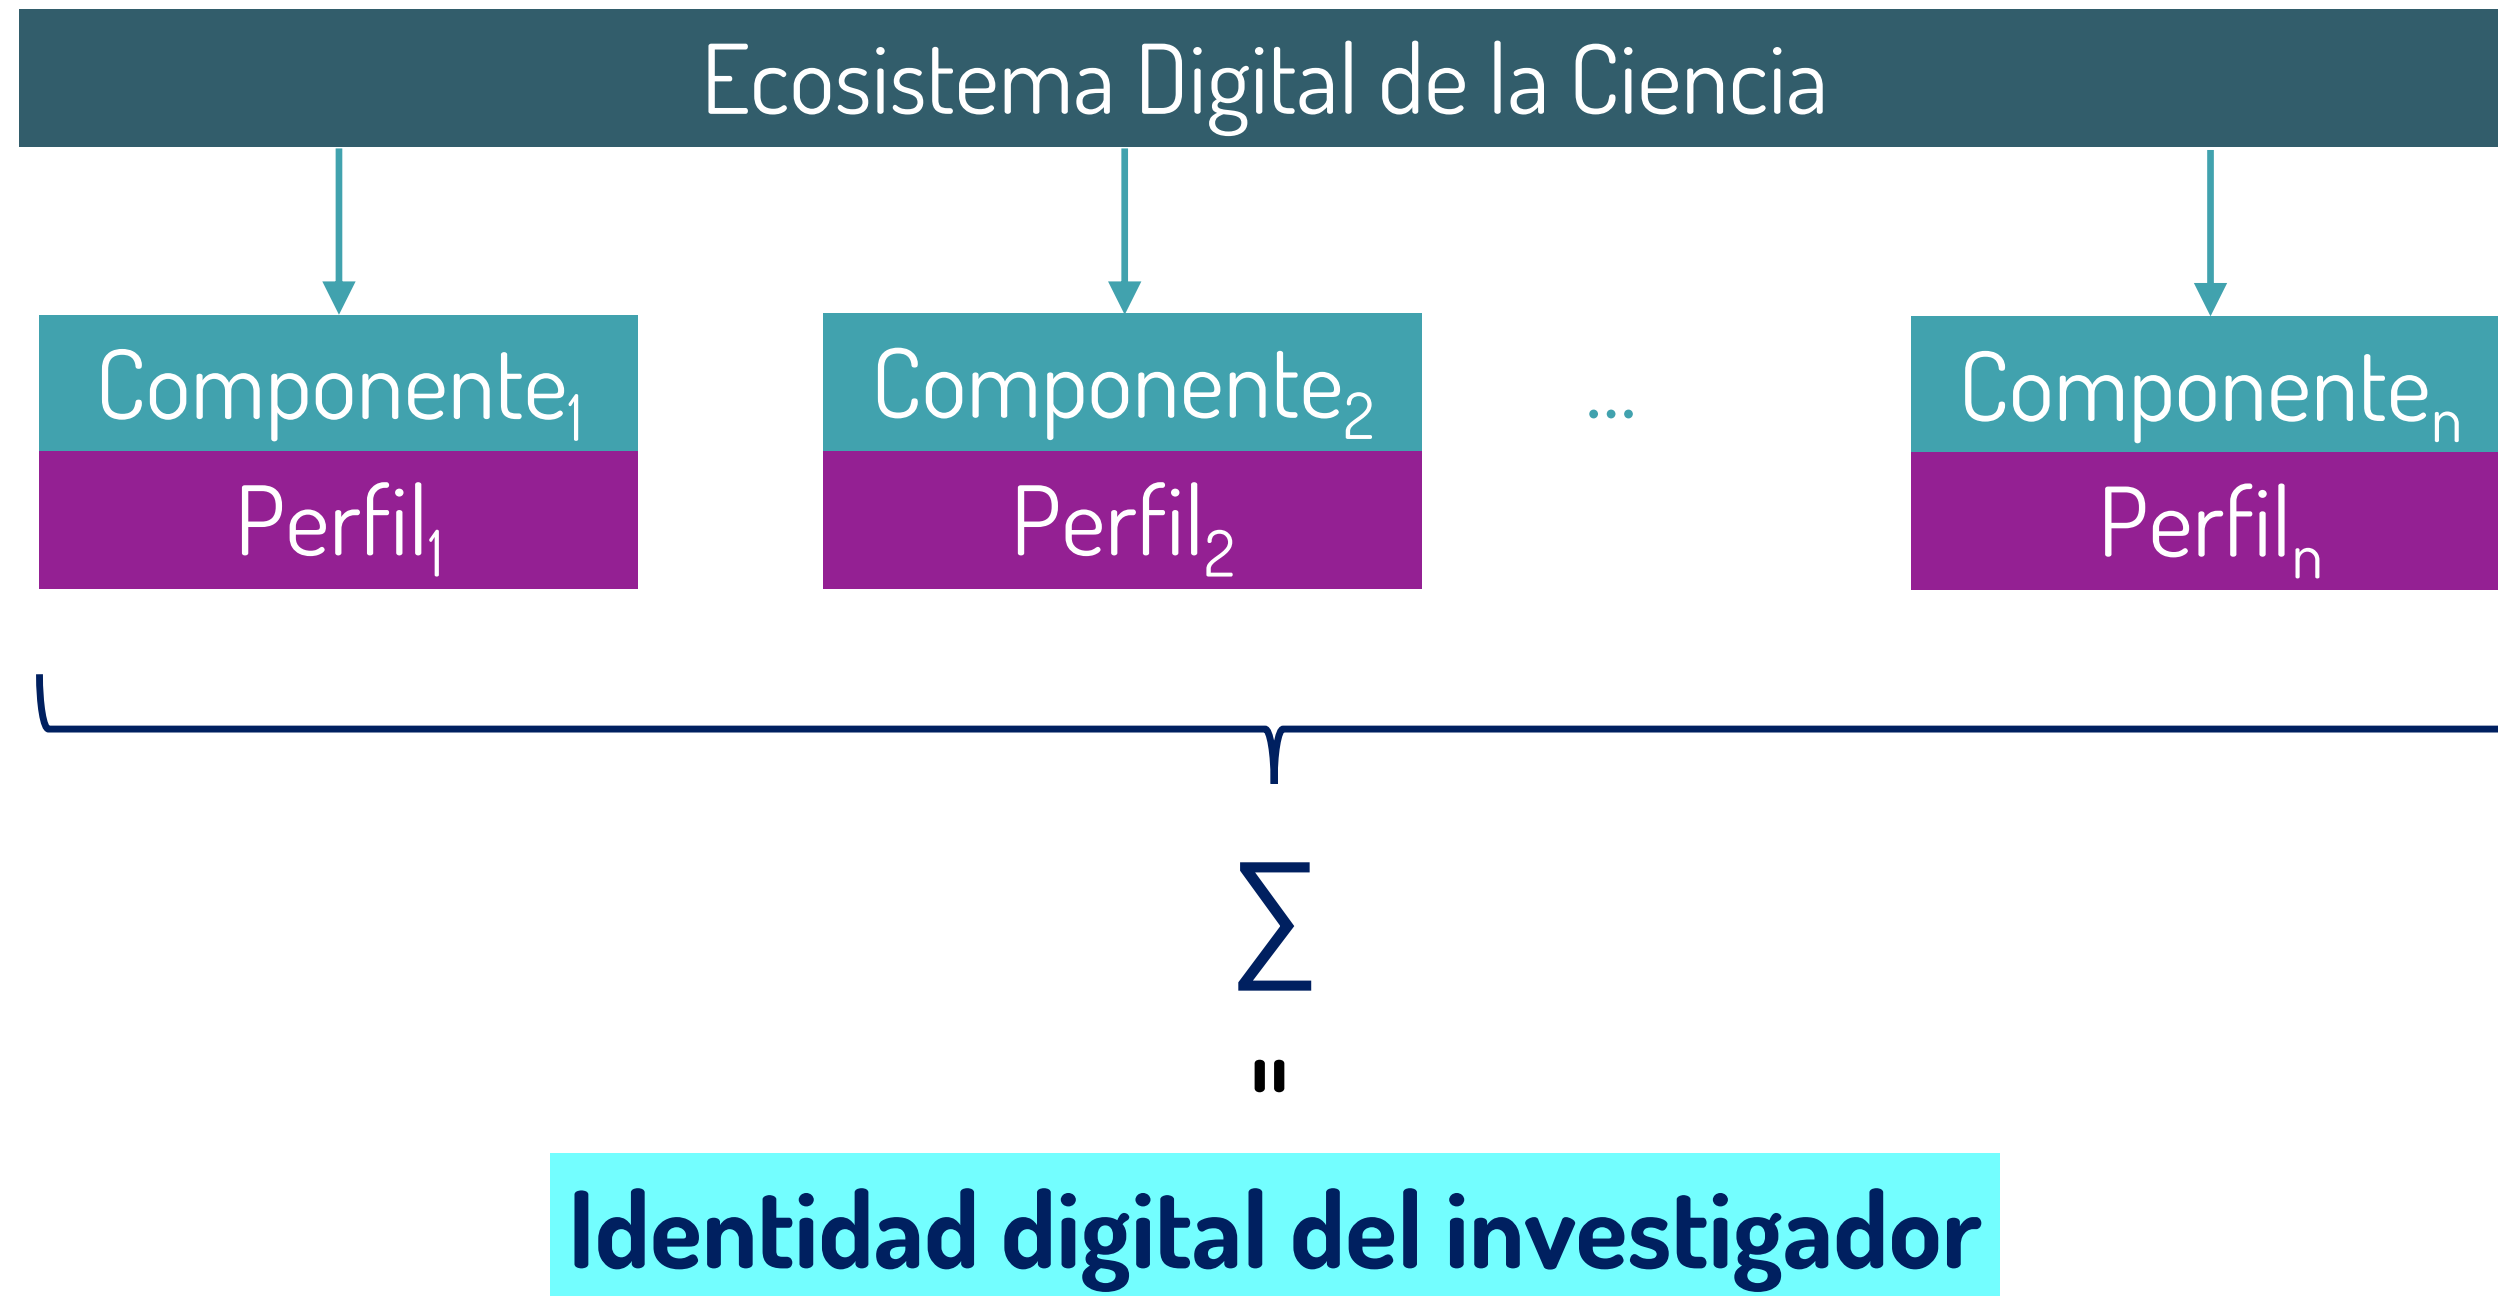 Ecosistema Digital de la Ciencia
Componente₁
Componente₂
...
Componenteₙ
Perfil₁
Perfil₂
Perfilₙ
∑
=
Identidad digital del investigador